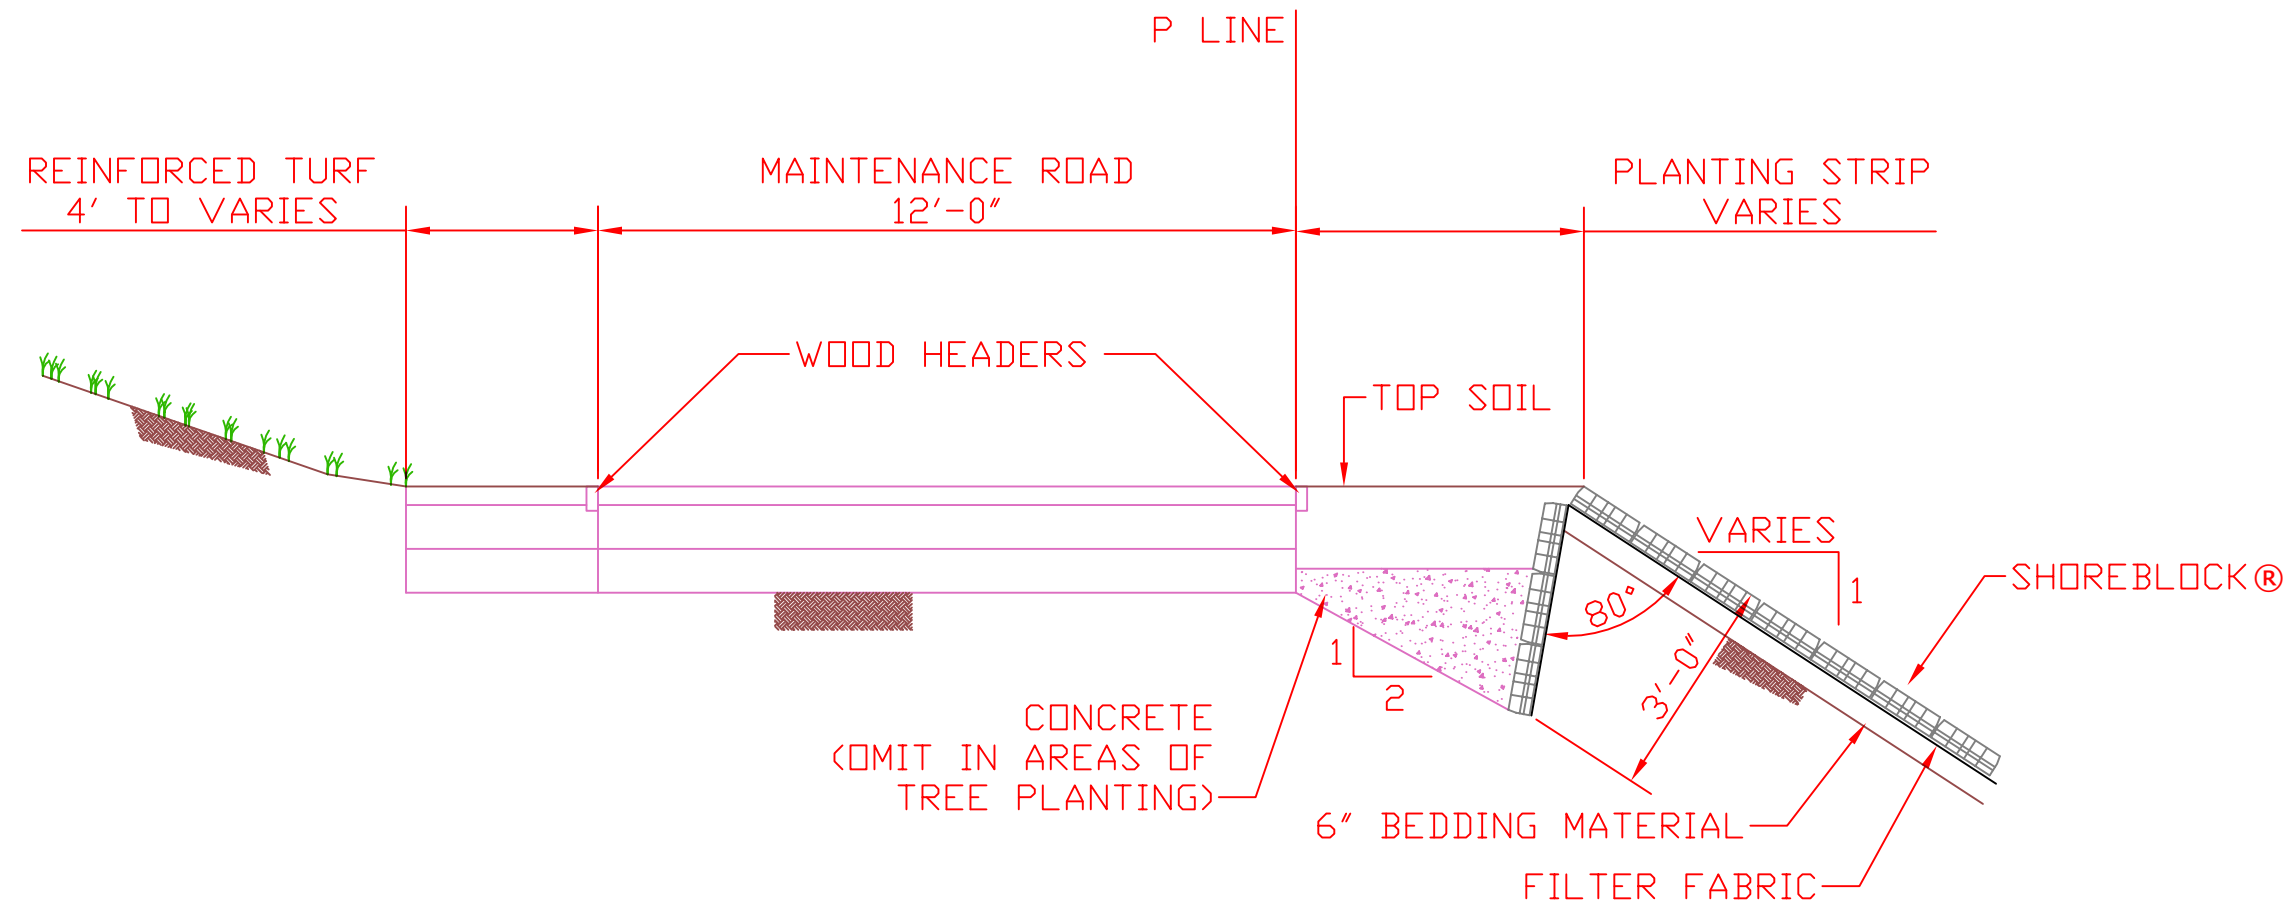 P LINE
REINFORCED TURF
4' TO VARIES
MAINTENANCE ROAD
12'-0"
PLANTING STRIP
VARIES
WOOD HEADERS
TOP SOIL
VARIES
1
SHOREBLOCK®
80°
3'-0"
1
2
CONCRETE
(OMIT IN AREAS OF
TREE PLANTING)
6" BEDDING MATERIAL
FILTER FABRIC